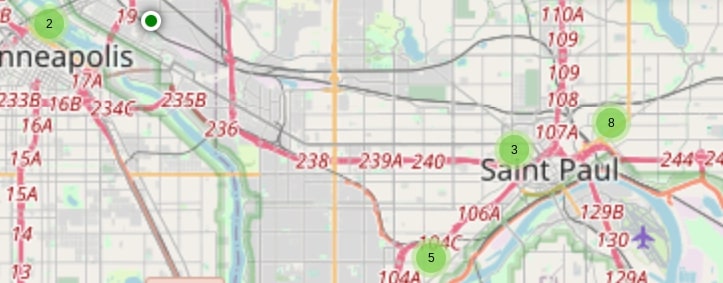 110A
19
2
109
nneapolis
109
17A
108
233B 16B 234C 235B
8
16A
236
107A
3
15A
238 239A 240
244
Saint Paul
15A
106A
129B
14
104C
130
5
13
104A
129A